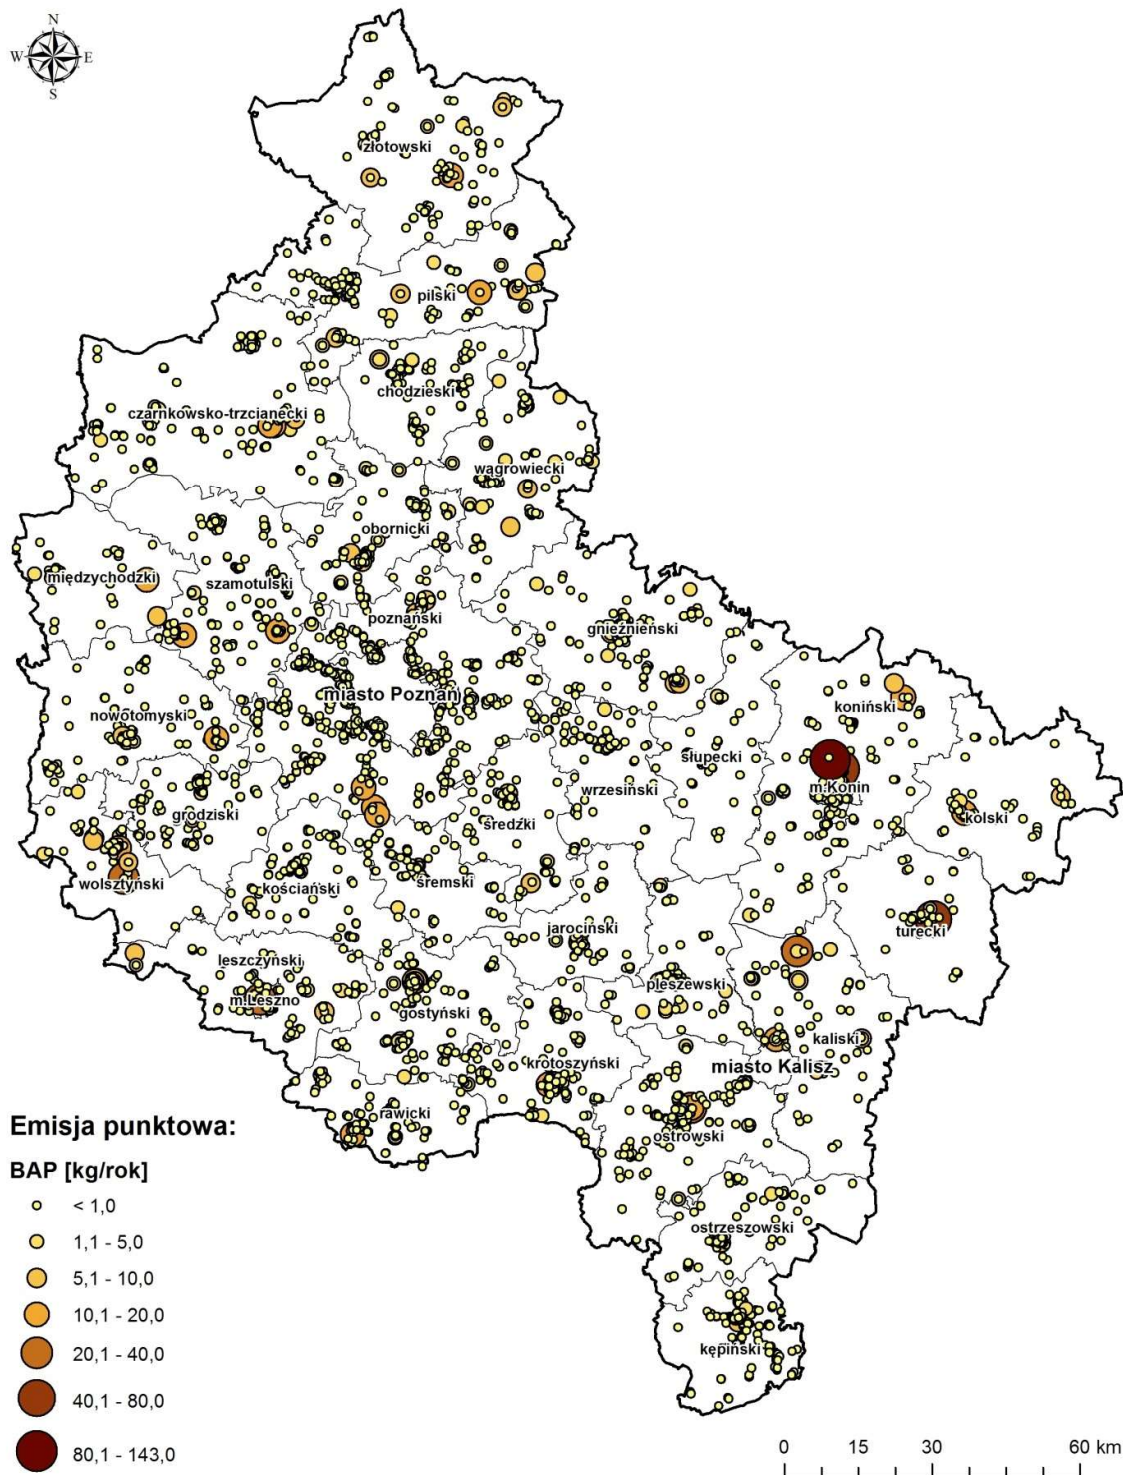 N
W E
S
złotowski
pilski
chodzieski
czarnkowsko-trzcianecki
wągrowiecki
obornicki
międzychodzki
szamotulski
poznański
gnieźnieński
miasto Poznań
nowotomyski
koniński
słupecki
m.Konin
wrzesiński
grodziski
średzki
kolski
wolsztyński
kościański
śremski
jarociński
turecki
leszczyński
pleszewski
m.Leszno
gostyński
kaliski
krotoszyński
miasto Kalisz
rawicki
ostrowski
ostrzeszowski
kępiński
Emisja punktowa:
BAP [kg/rok]
< 1,0
1,1 - 5,0
5,1 - 10,0
10,1 - 20,0
20,1 - 40,0
40,1 - 80,0
80,1 - 143,0
0 15 30 60 km